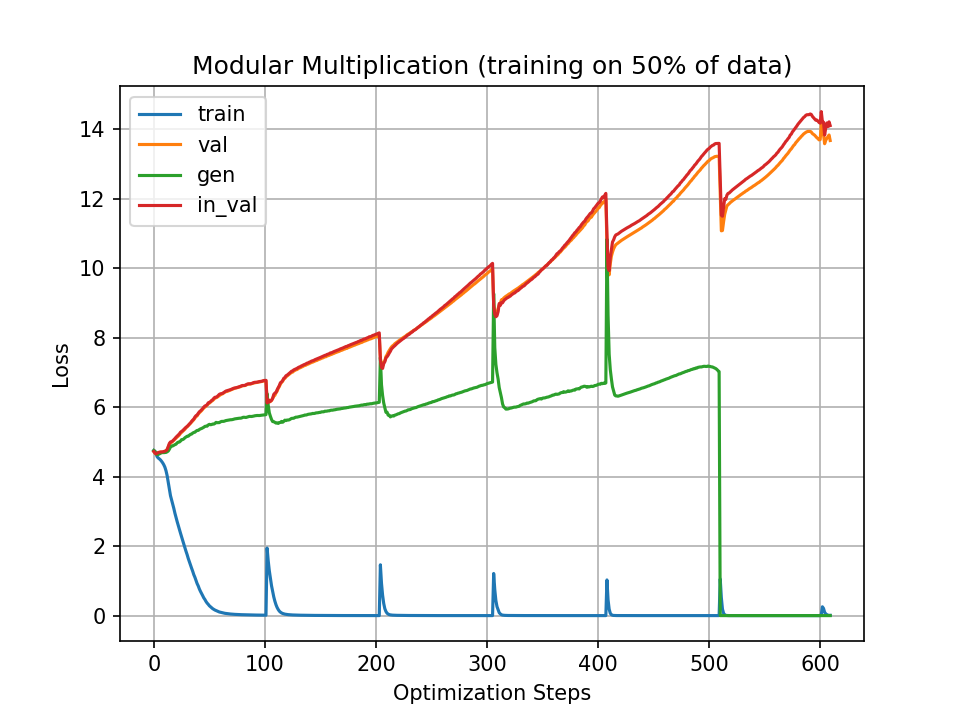 Modular Multiplication (training on 50% of data)
train
val
gen
in_val
14
12
10
8
6
4
2
0
Loss
0 100 200 300 400 500 600
Optimization Steps